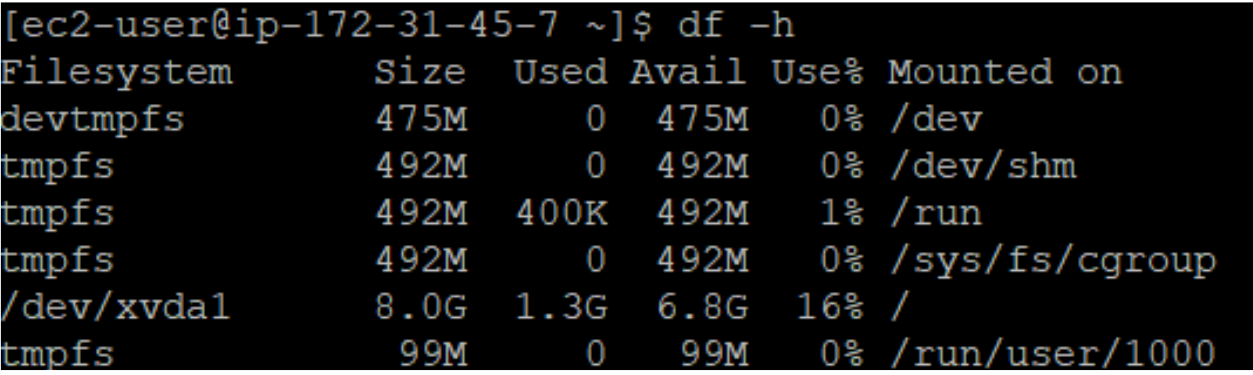 [ec2-user@ip-172-31-45-7 ~]$ df -h
Filesystem      Size  Used Avail Use% Mounted on
devtmpfs        475M     0  475M   0% /dev
tmpfs           492M     0  492M   0% /dev/shm
tmpfs           492M  400K  492M   1% /run
tmpfs           492M     0  492M   0% /sys/fs/cgroup
/dev/xvda1      8.0G  1.3G  6.8G  16% /
tmpfs            99M     0   99M   0% /run/user/1000